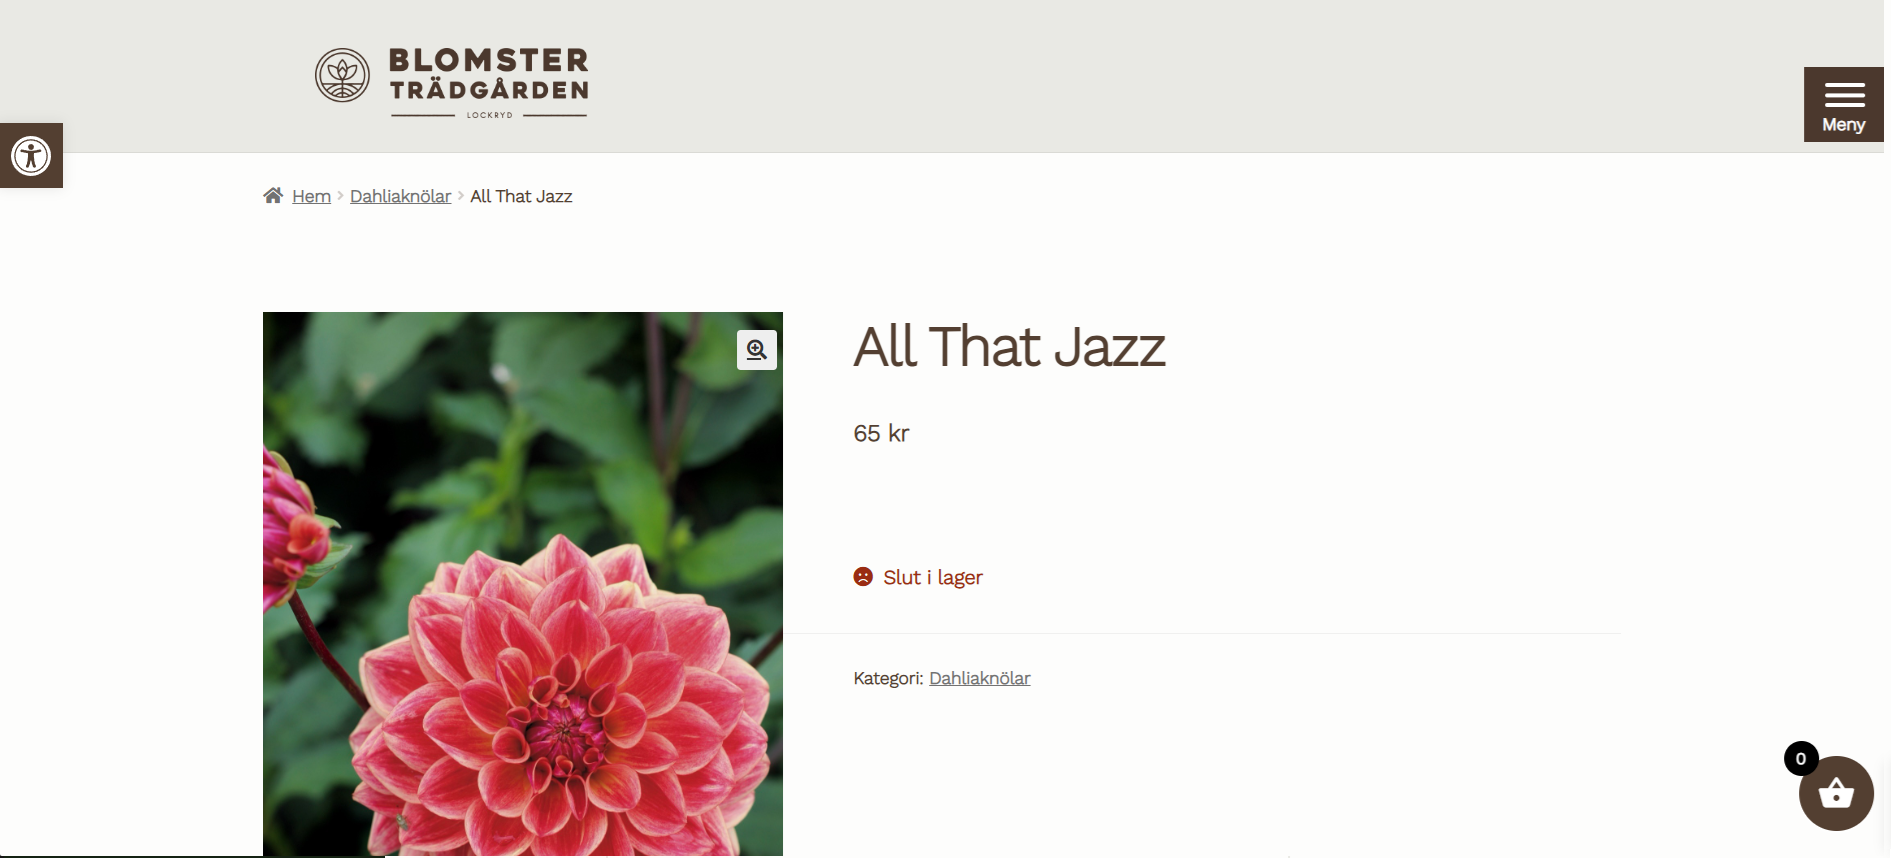 BLOMSTER
TRÄDGÅRDEN
LOCKRYD
Meny
Hem > Dahliaknölar > All That Jazz
All That Jazz
65 kr
Slut i lager
Kategori: Dahliaknölar
0